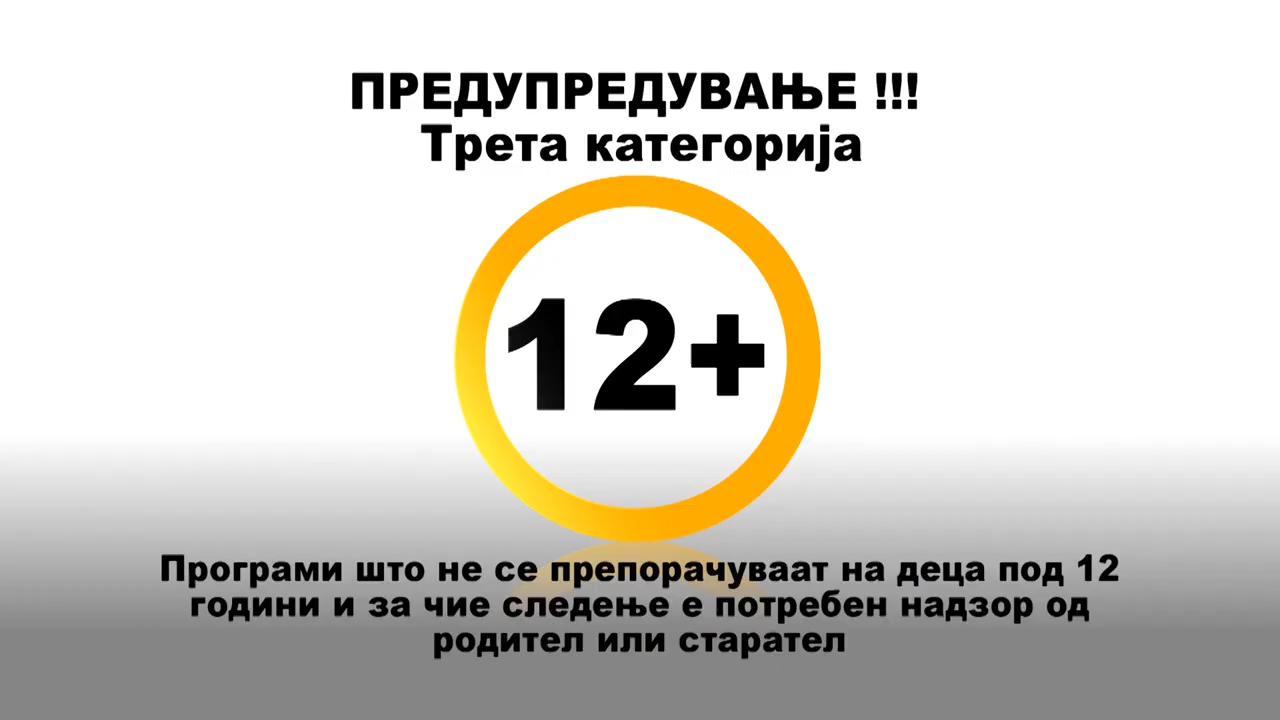 ПРЕДУПРЕДУВАЊЕ !!!
Трета категорија
12+
Програми што не се препорачуваат на деца под 12
години и за чие следење е потребен надзор од
родител или старател